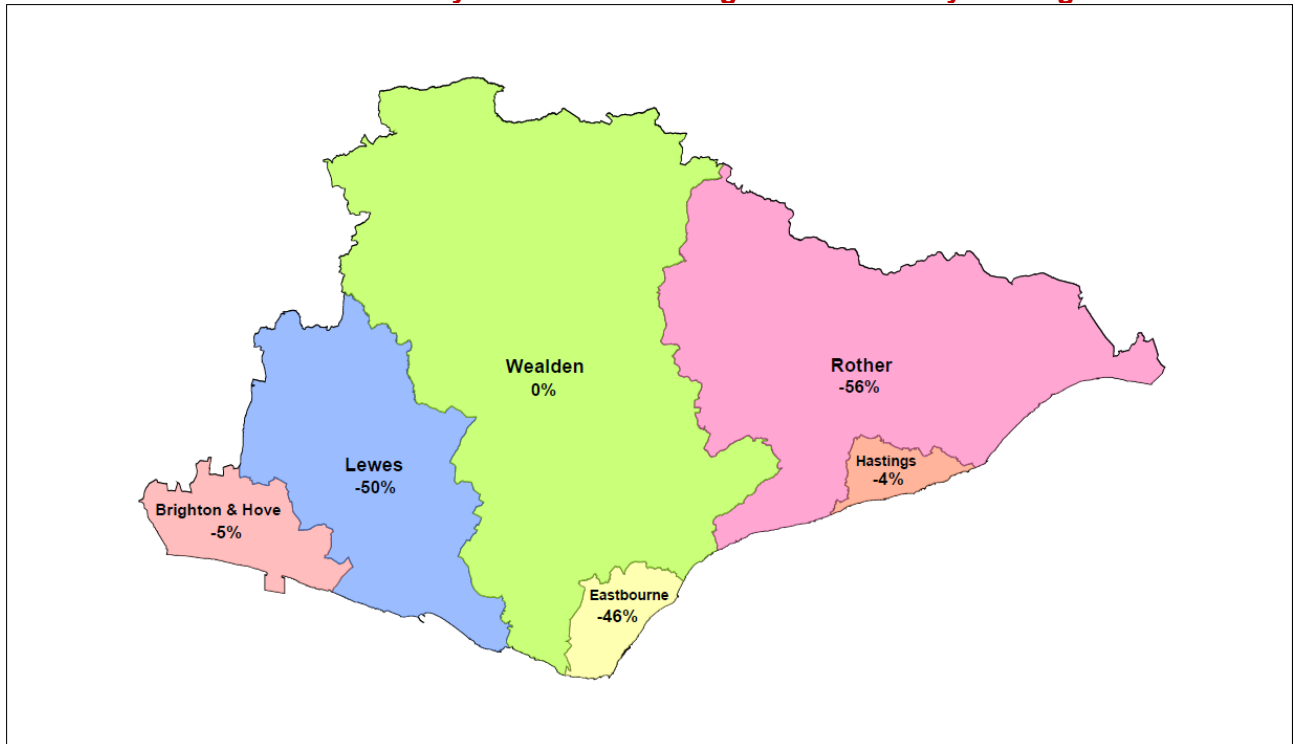 Wealden
0%
Rother
-56%
Hastings
-4%
Lewes
-50%
Brighton & Hove
-5%
Eastbourne
-46%